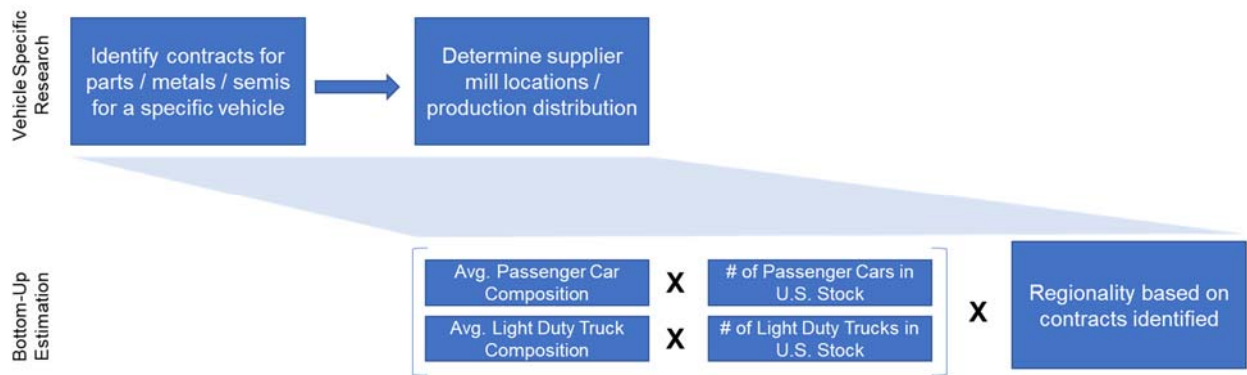 Vehicle Specific
Research
Identify contracts for
parts / metals / semis
for a specific vehicle
Determine supplier
mill locations /
production distribution
Bottom-Up
Estimation
Avg. Passenger Car
Composition
X
# of Passenger Cars in
U.S. Stock
Avg. Light Duty Truck
Composition
X
# of Light Duty Trucks in
U.S. Stock
X
Regionality based on
contracts identified